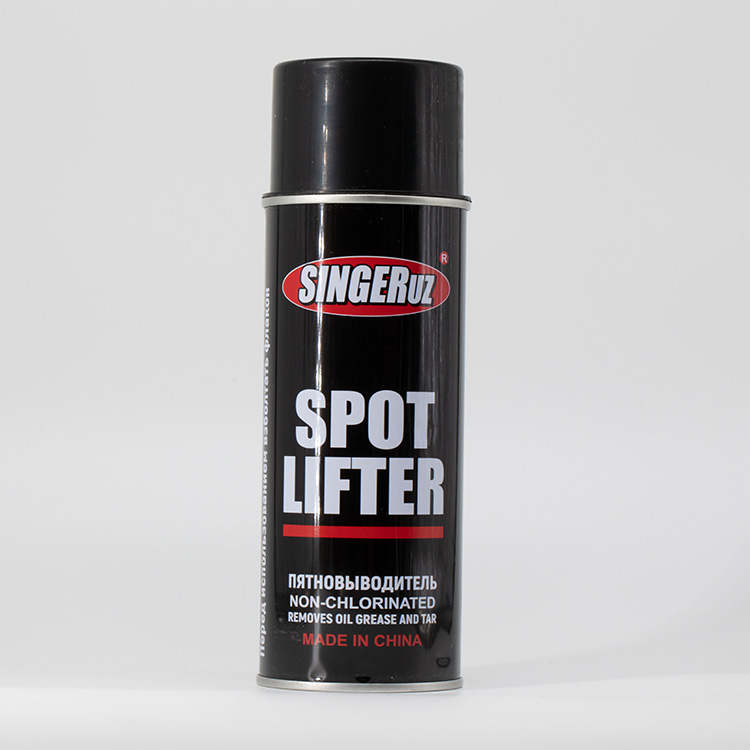 SINGERUZ
®
SPOT
LIFTER
ПЯТНОВЫВОДИТЕЛЬ
NON-CHLORINATED
REMOVES OIL GREASE AND TAR
MADE IN CHINA
Перед использованием взболтать флакон